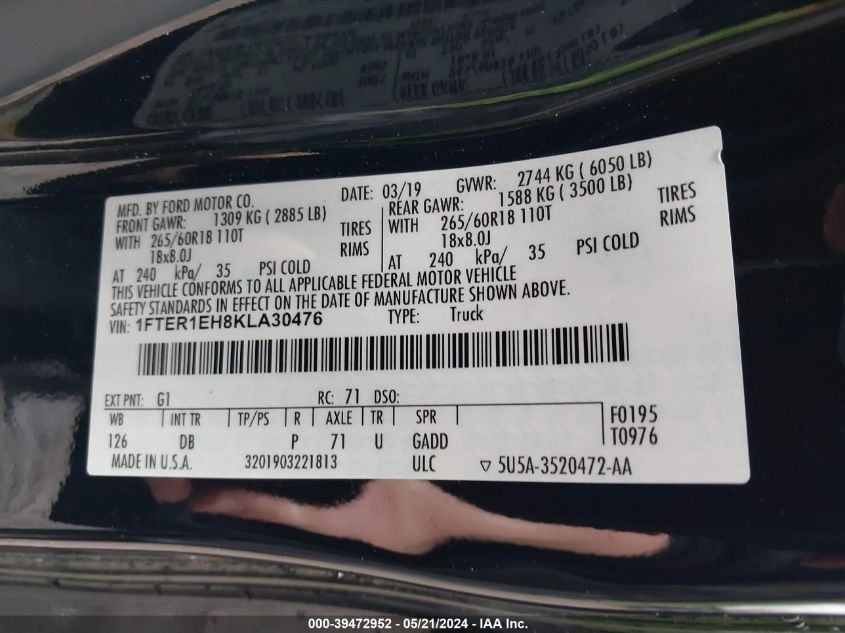 MFD. BY FORD MOTOR CO. DATE: 03/19 GVWR: 2744 KG ( 6050 LB)
FRONT GAWR: 1309 KG ( 2885 LB) REAR GAWR: 1588 KG ( 3500 LB)
WITH 265/60R18 110T TIRES WITH 265/60R18 110T TIRES
18x8.0J RIMS 18x8.0J RIMS
AT 240 kPa/ 35 PSI COLD AT 240 kPa/ 35 PSI COLD
THIS VEHICLE CONFORMS TO ALL APPLICABLE FEDERAL MOTOR VEHICLE
SAFETY STANDARDS IN EFFECT ON THE DATE OF MANUFACTURE SHOWN ABOVE.
VIN: 1FTER1EH8KLA30476 TYPE: Truck
EXT PNT: G1 RC: 71 DSO:
WB INT TR TP/PS R AXLE TR SPR F0195
126 DB P 71 U GADD T0976
MADE IN U.S.A. 3201903221813 ULC ▽ 5U5A-3520472-AA
000-39472952 - 05/21/2024 - IAA Inc.